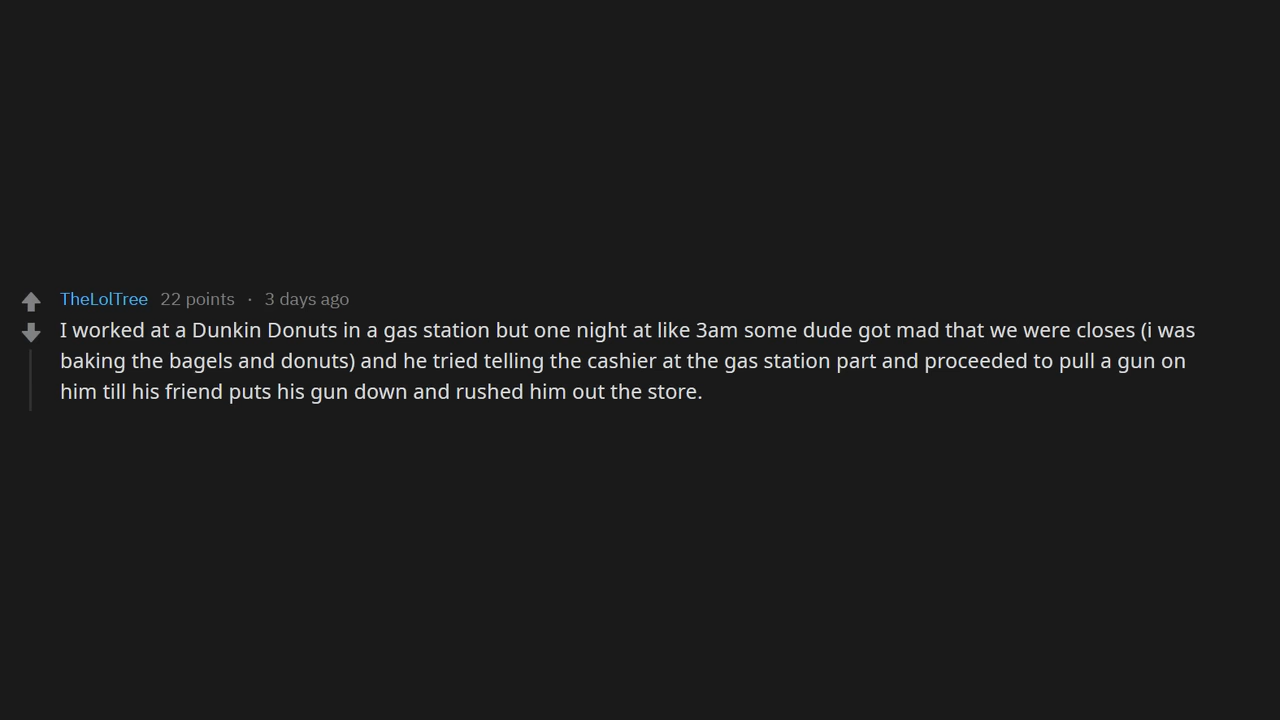 TheLolTree 22 points · 3 days ago
I worked at a Dunkin Donuts in a gas station but one night at like 3am some dude got mad that we were closes (i was
baking the bagels and donuts) and he tried telling the cashier at the gas station part and proceeded to pull a gun on
him till his friend puts his gun down and rushed him out the store.